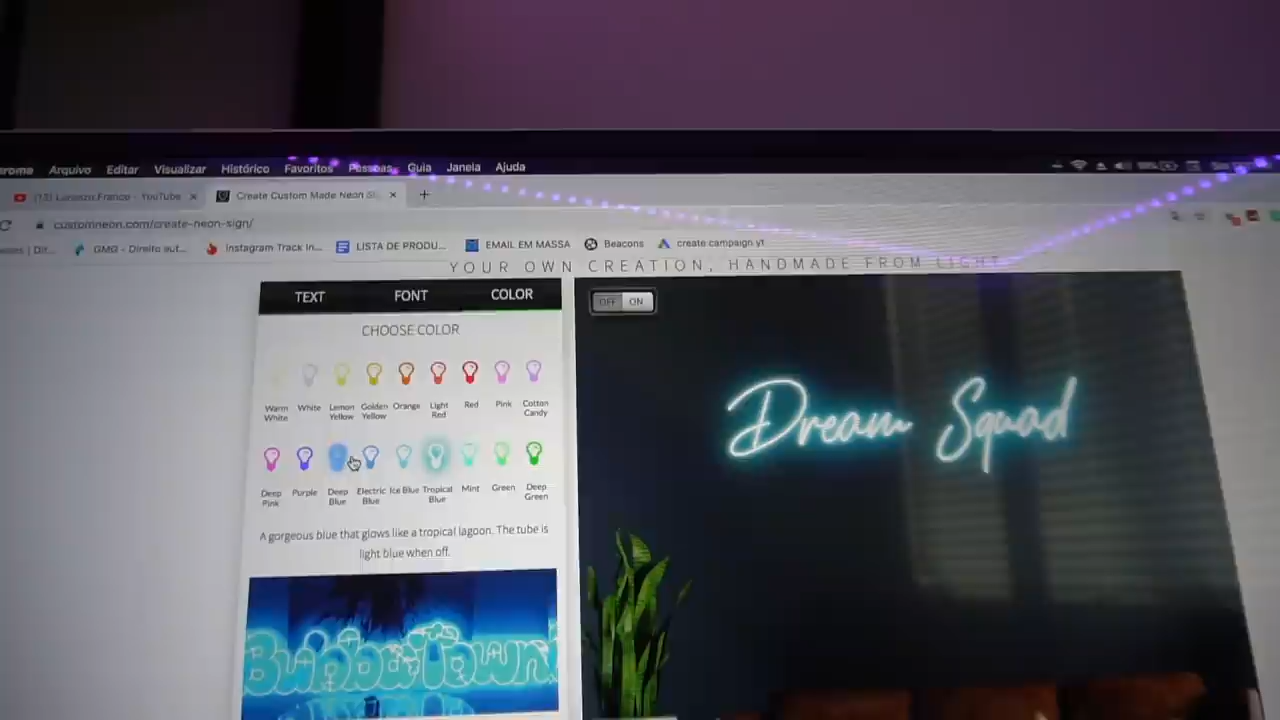 Arquivo Editar Visualizar Histórico Favoritos Pessoas Guia Janela Ajuda
Lorenzo Franco - YouTube Create Custom Made Neon
customneon.com/create-neon-sign/
GMG - Direito aut... Instagram Track In... LISTA DE PRODU... EMAIL EM MASSA Beacons create campaign yt
YOUR OWN CREATION, HANDMADE FROM LIGHT
TEXT FONT COLOR
OFF ON
CHOOSE COLOR
Warm White
White
Lemon Yellow
Golden Yellow
Orange
Light Red
Red
Pink
Cotton Candy
Deep Pink
Purple
Deep Blue
Electric Blue
Ice Blue
Tropical Blue
Mint
Green
Deep Green
A gorgeous blue that glows like a tropical lagoon. The tube is
light blue when off.
Dream Squad